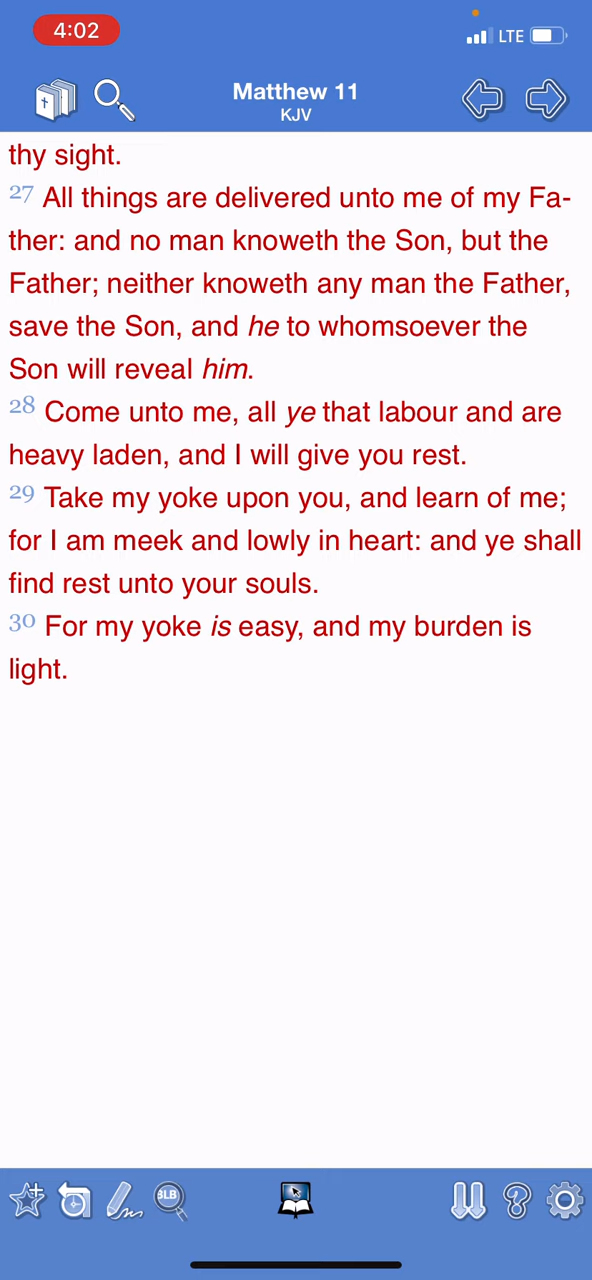 4:02
LTE
Matthew 11
KJV
thy sight.
27 All things are delivered unto me of my Fa-
ther: and no man knoweth the Son, but the
Father; neither knoweth any man the Father,
save the Son, and he to whomsoever the
Son will reveal him.
28 Come unto me, all ye that labour and are
heavy laden, and I will give you rest.
29 Take my yoke upon you, and learn of me;
for I am meek and lowly in heart: and ye shall
find rest unto your souls.
30 For my yoke is easy, and my burden is
light.
BLB